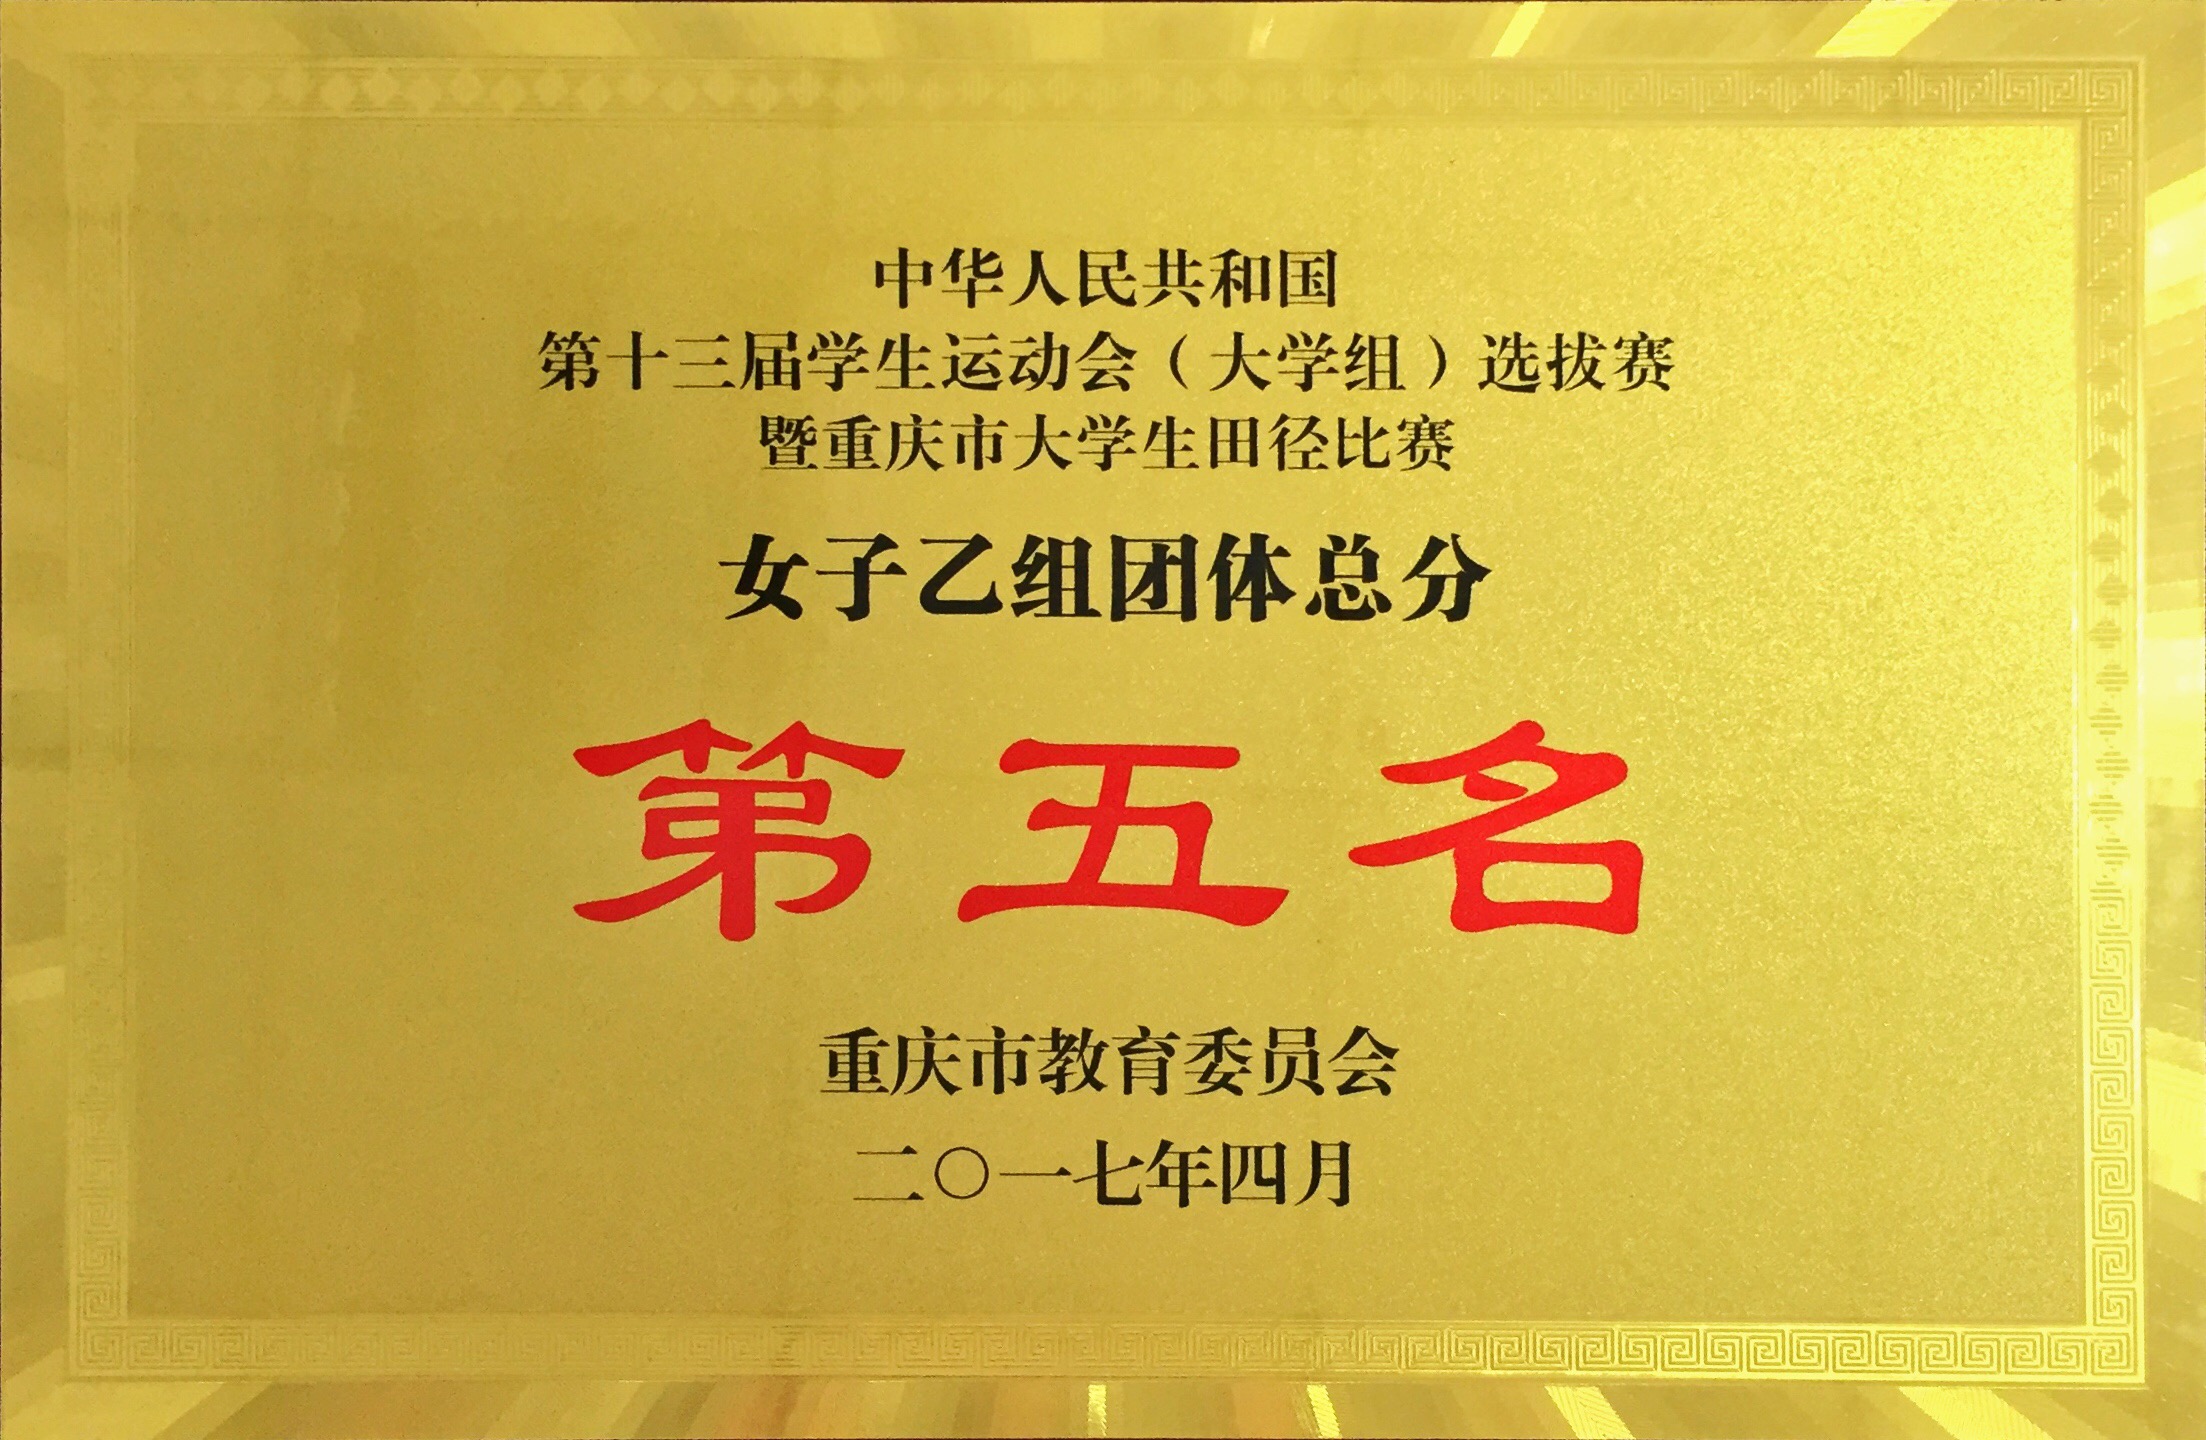 中华人民共和国
第十三届学生运动会（大学组）选拔赛
暨重庆市大学生田径比赛
女子乙组团体总分
第五名
重庆市教育委员会
二〇一七年四月